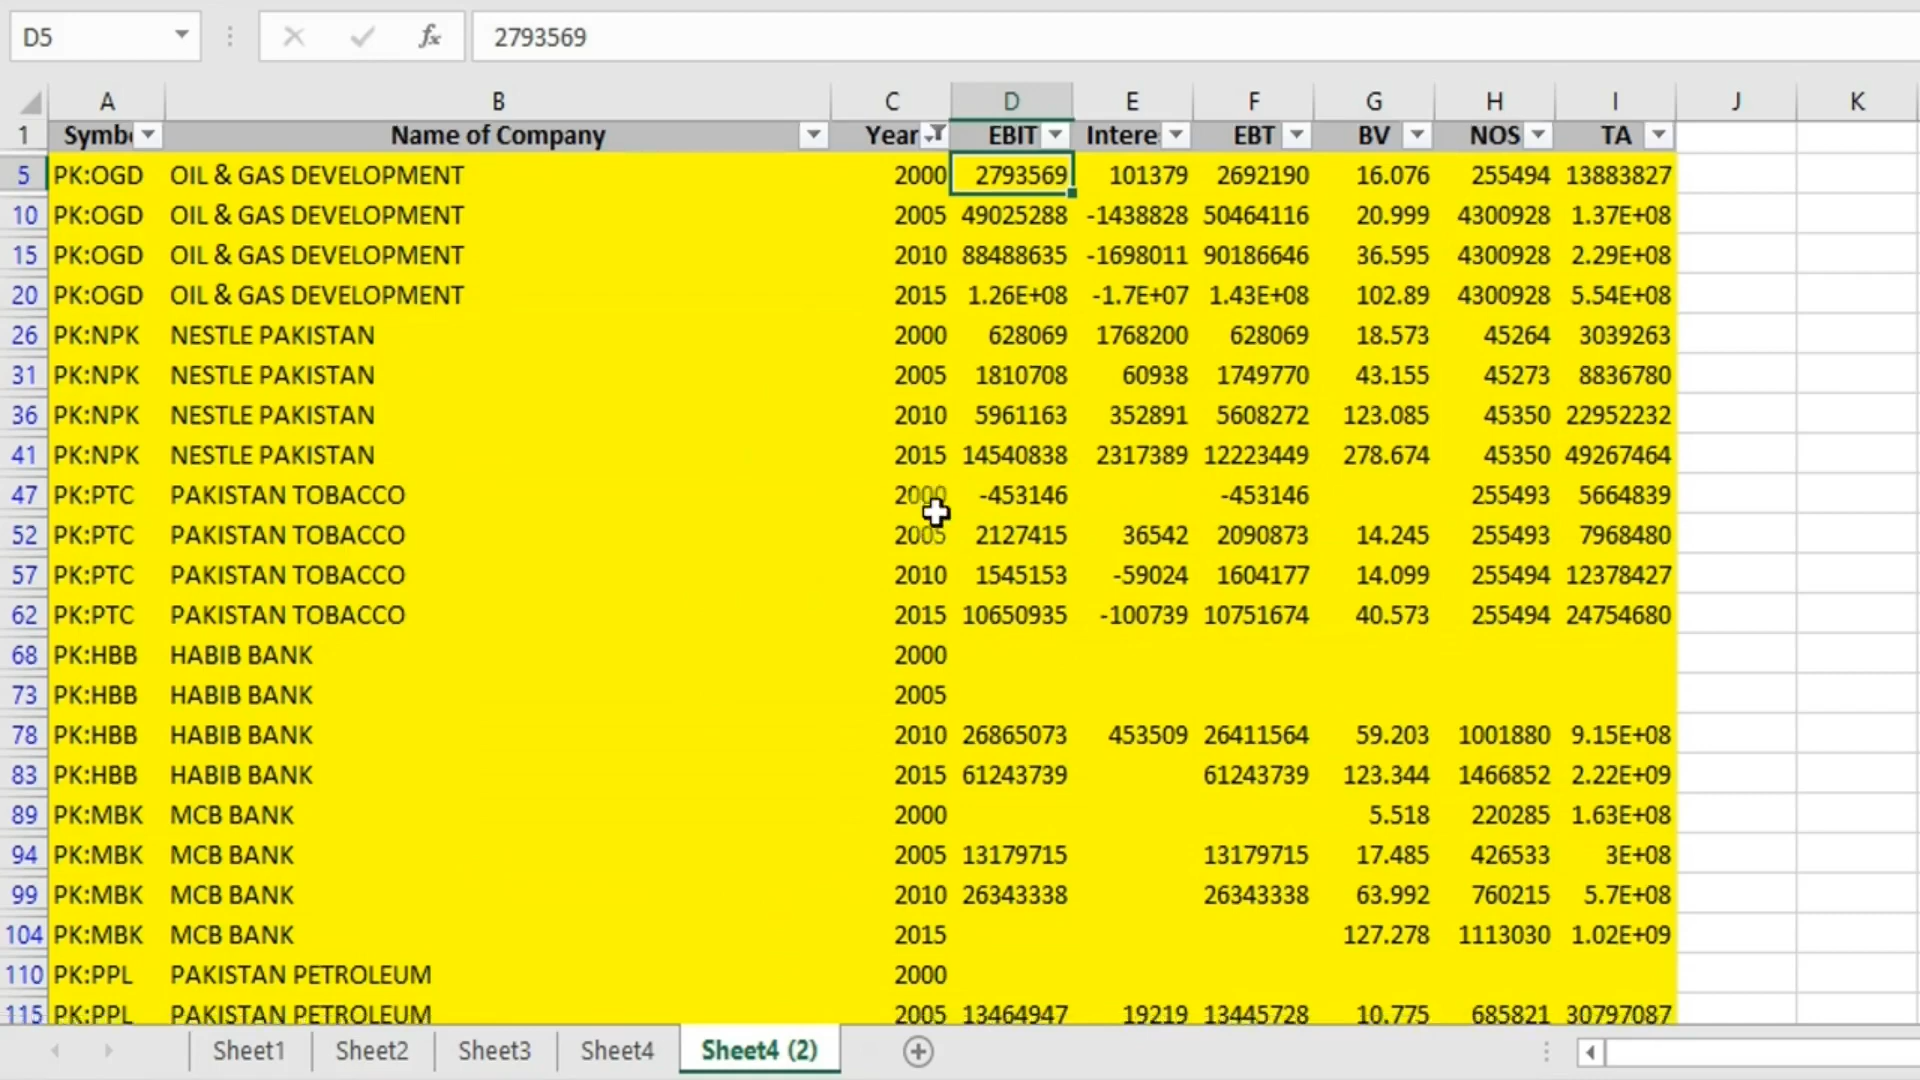 D5 fx 2793569
A B C D E F G H I J K
1 Symbo Name of Company Year EBIT Intere EBT BV NOS TA
5 PK:OGD OIL & GAS DEVELOPMENT 2000 2793569 101379 2692190 16.076 255494 13883827
10 PK:OGD OIL & GAS DEVELOPMENT 2005 49025288 -1438828 50464116 20.999 4300928 1.37E+08
15 PK:OGD OIL & GAS DEVELOPMENT 2010 88488635 -1698011 90186646 36.595 4300928 2.29E+08
20 PK:OGD OIL & GAS DEVELOPMENT 2015 1.26E+08 -1.7E+07 1.43E+08 102.89 4300928 5.54E+08
26 PK:NPK NESTLE PAKISTAN 2000 628069 1768200 628069 18.573 45264 3039263
31 PK:NPK NESTLE PAKISTAN 2005 1810708 60938 1749770 43.155 45273 8836780
36 PK:NPK NESTLE PAKISTAN 2010 5961163 352891 5608272 123.085 45350 22952232
41 PK:NPK NESTLE PAKISTAN 2015 14540838 2317389 12223449 278.674 45350 49267464
47 PK:PTC PAKISTAN TOBACCO 2000 -453146 -453146 255493 5664839
52 PK:PTC PAKISTAN TOBACCO 2005 2127415 36542 2090873 14.245 255493 7968480
57 PK:PTC PAKISTAN TOBACCO 2010 1545153 -59024 1604177 14.099 255494 12378427
62 PK:PTC PAKISTAN TOBACCO 2015 10650935 -100739 10751674 40.573 255494 24754680
68 PK:HBB HABIB BANK 2000
73 PK:HBB HABIB BANK 2005
78 PK:HBB HABIB BANK 2010 26865073 453509 26411564 59.203 1001880 9.15E+08
83 PK:HBB HABIB BANK 2015 61243739 61243739 123.344 1466852 2.22E+09
89 PK:MBK MCB BANK 2000 5.518 220285 1.63E+08
94 PK:MBK MCB BANK 2005 13179715 13179715 17.485 426533 3E+08
99 PK:MBK MCB BANK 2010 26343338 26343338 63.992 760215 5.7E+08
104 PK:MBK MCB BANK 2015 127.278 1113030 1.02E+09
110 PK:PPL PAKISTAN PETROLEUM 2000
115 PK:PPL PAKISTAN PETROLEUM 2005 13464947 19219 13445728 10.775 685821 30797087
Sheet1 Sheet2 Sheet3 Sheet4 Sheet4 (2)